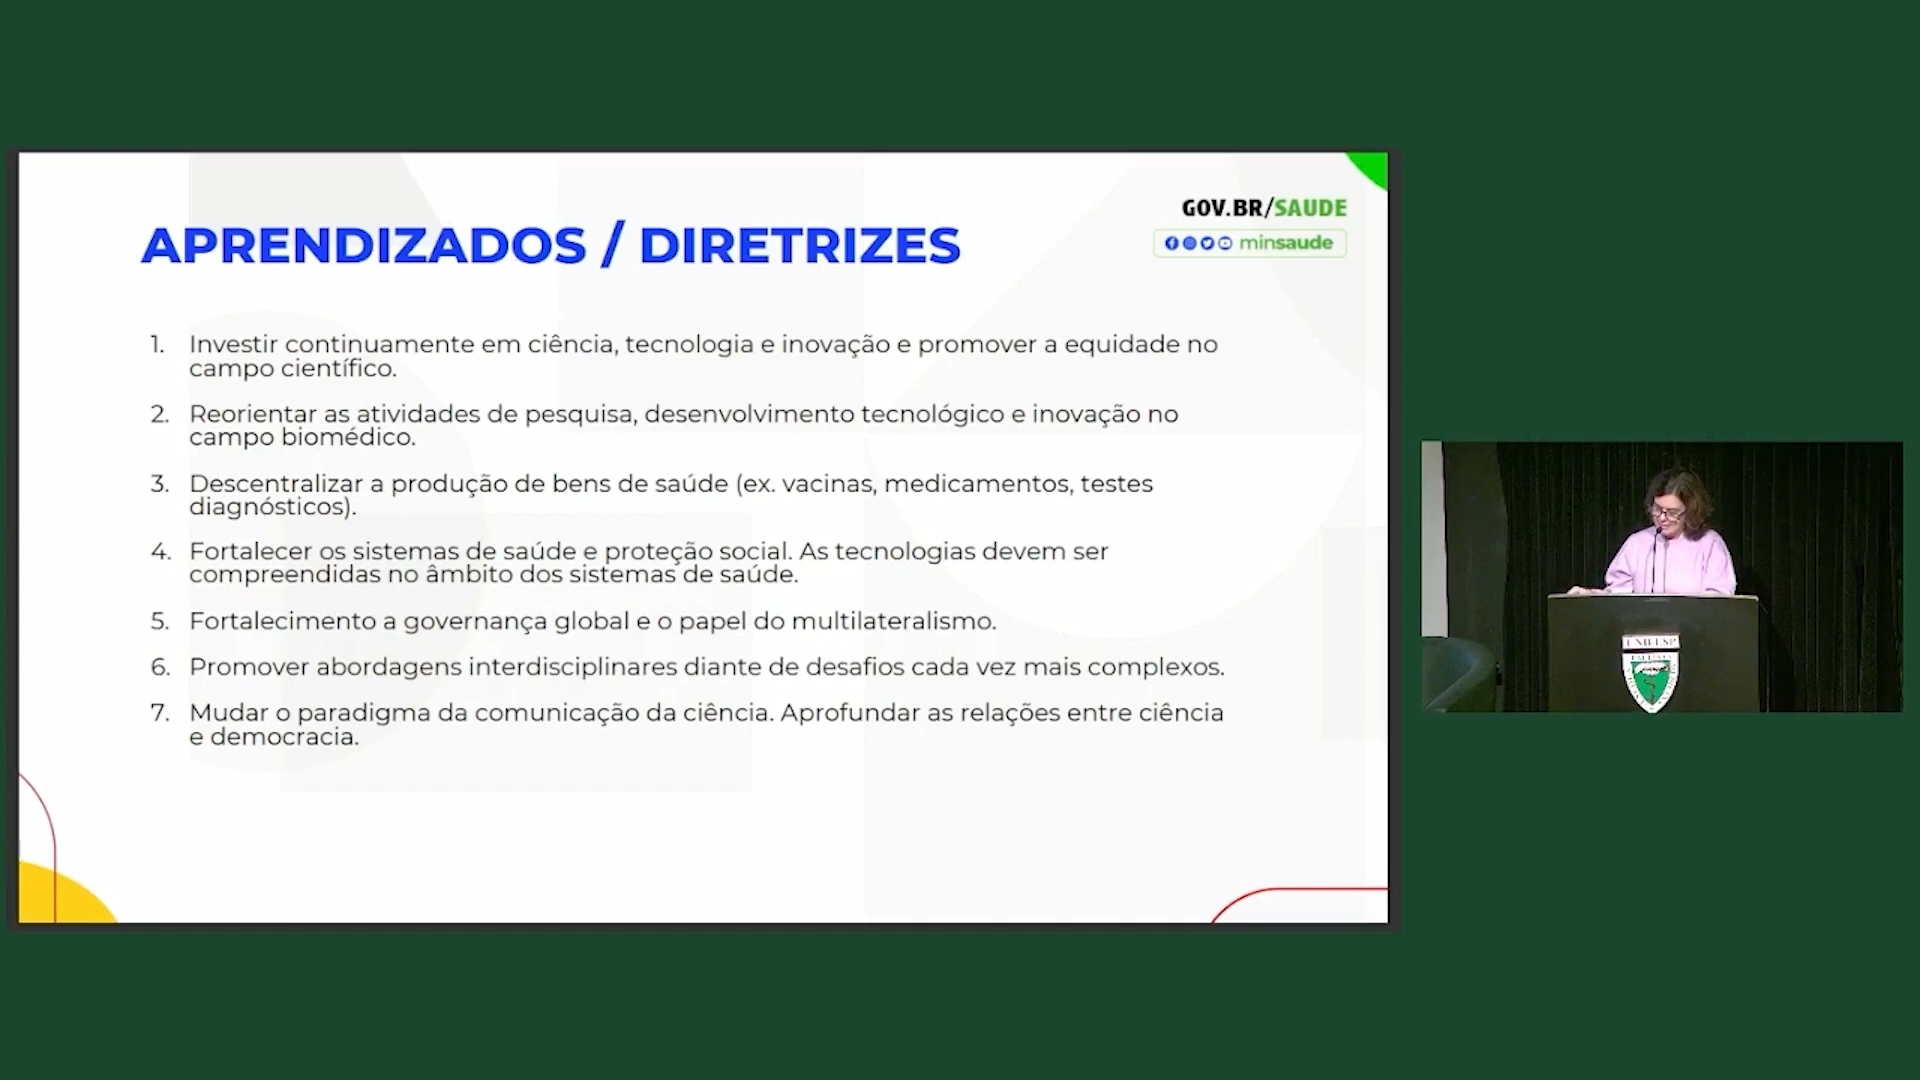 GOV.BR/SAUDE
minsaude
APRENDIZADOS / DIRETRIZES
1. Investir continuamente em ciência, tecnologia e inovação e promover a equidade no
campo científico.
2. Reorientar as atividades de pesquisa, desenvolvimento tecnológico e inovação no
campo biomédico.
3. Descentralizar a produção de bens de saúde (ex. vacinas, medicamentos, testes
diagnósticos).
4. Fortalecer os sistemas de saúde e proteção social. As tecnologias devem ser
compreendidas no âmbito dos sistemas de saúde.
5. Fortalecimento a governança global e o papel do multilateralismo.
6. Promover abordagens interdisciplinares diante de desafios cada vez mais complexos.
7. Mudar o paradigma da comunicação da ciência. Aprofundar as relações entre ciência
e democracia.
UNIFESP